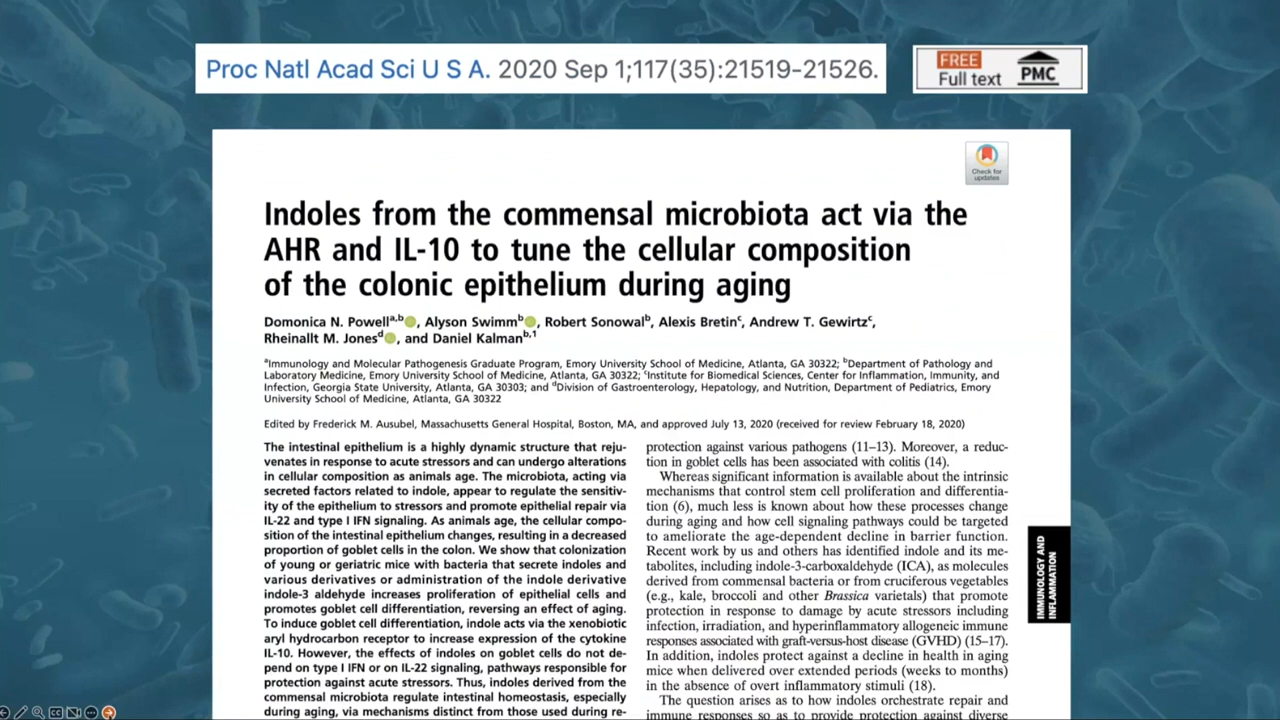 Proc Natl Acad Sci U S A. 2020 Sep 1;117(35):21519-21526.
FREE
Full text
PMC
Check for
updates
Indoles from the commensal microbiota act via the
AHR and IL-10 to tune the cellular composition
of the colonic epithelium during aging
Domonica N. Powellᵃ,ᵇ, Alyson Swimmᵇ, Robert Sonowalᵇ, Alexis Bretinᶜ, Andrew T. Gewirtzᶜ,
Rheinallt M. Jonesᵈ, and Daniel Kalmanᵇ,¹
ᵃImmunology and Molecular Pathogenesis Graduate Program, Emory University School of Medicine, Atlanta, GA 30322; ᵇDepartment of Pathology and
Laboratory Medicine, Emory University School of Medicine, Atlanta, GA 30322; ᶜInstitute for Biomedical Sciences, Center for Inflammation, Immunity, and
Infection, Georgia State University, Atlanta, GA 30303; and ᵈDivision of Gastroenterology, Hepatology, and Nutrition, Department of Pediatrics, Emory
University School of Medicine, Atlanta, GA 30322
Edited by Frederick M. Ausubel, Massachusetts General Hospital, Boston, MA, and approved July 13, 2020 (received for review February 18, 2020)
The intestinal epithelium is a highly dynamic structure that reju-
venates in response to acute stressors and can undergo alterations
in cellular composition as animals age. The microbiota, acting via
secreted factors related to indole, appear to regulate the sensitiv-
ity of the epithelium to stressors and promote epithelial repair via
IL-22 and type I IFN signaling. As animals age, the cellular compo-
sition of the intestinal epithelium changes, resulting in a decreased
proportion of goblet cells in the colon. We show that colonization
of young or geriatric mice with bacteria that secrete indoles and
various derivatives or administration of the indole derivative
indole-3 aldehyde increases proliferation of epithelial cells and
promotes goblet cell differentiation, reversing an effect of aging.
To induce goblet cell differentiation, indole acts via the xenobiotic
aryl hydrocarbon receptor to increase expression of the cytokine
IL-10. However, the effects of indoles on goblet cells do not de-
pend on type I IFN or on IL-22 signaling, pathways responsible for
protection against acute stressors. Thus, indoles derived from the
commensal microbiota regulate intestinal homeostasis, especially
during aging, via mechanisms distinct from those used during re-
protection against various pathogens (11–13). Moreover, a reduc-
tion in goblet cells has been associated with colitis (14).
Whereas significant information is available about the intrinsic
mechanisms that control stem cell proliferation and differentia-
tion (6), much less is known about how these processes change
during aging and how cell signaling pathways could be targeted
to ameliorate the age-dependent decline in barrier function.
Recent work by us and others has identified indole and its me-
tabolites, including indole-3-carboxaldehyde (ICA), as molecules
derived from commensal bacteria or from cruciferous vegetables
(e.g., kale, broccoli and other Brassica varietals) that promote
protection in response to damage by acute stressors including
infection, irradiation, and hyperinflammatory allogeneic immune
responses associated with graft-versus-host disease (GVHD) (15–17).
In addition, indoles protect against a decline in health in aging
mice when delivered over extended periods (weeks to months)
in the absence of overt inflammatory stimuli (18).
The question arises as to how indoles orchestrate repair and
immune responses so as to provide protection against diverse
IMMUNOLOGY AND
INFLAMMATION